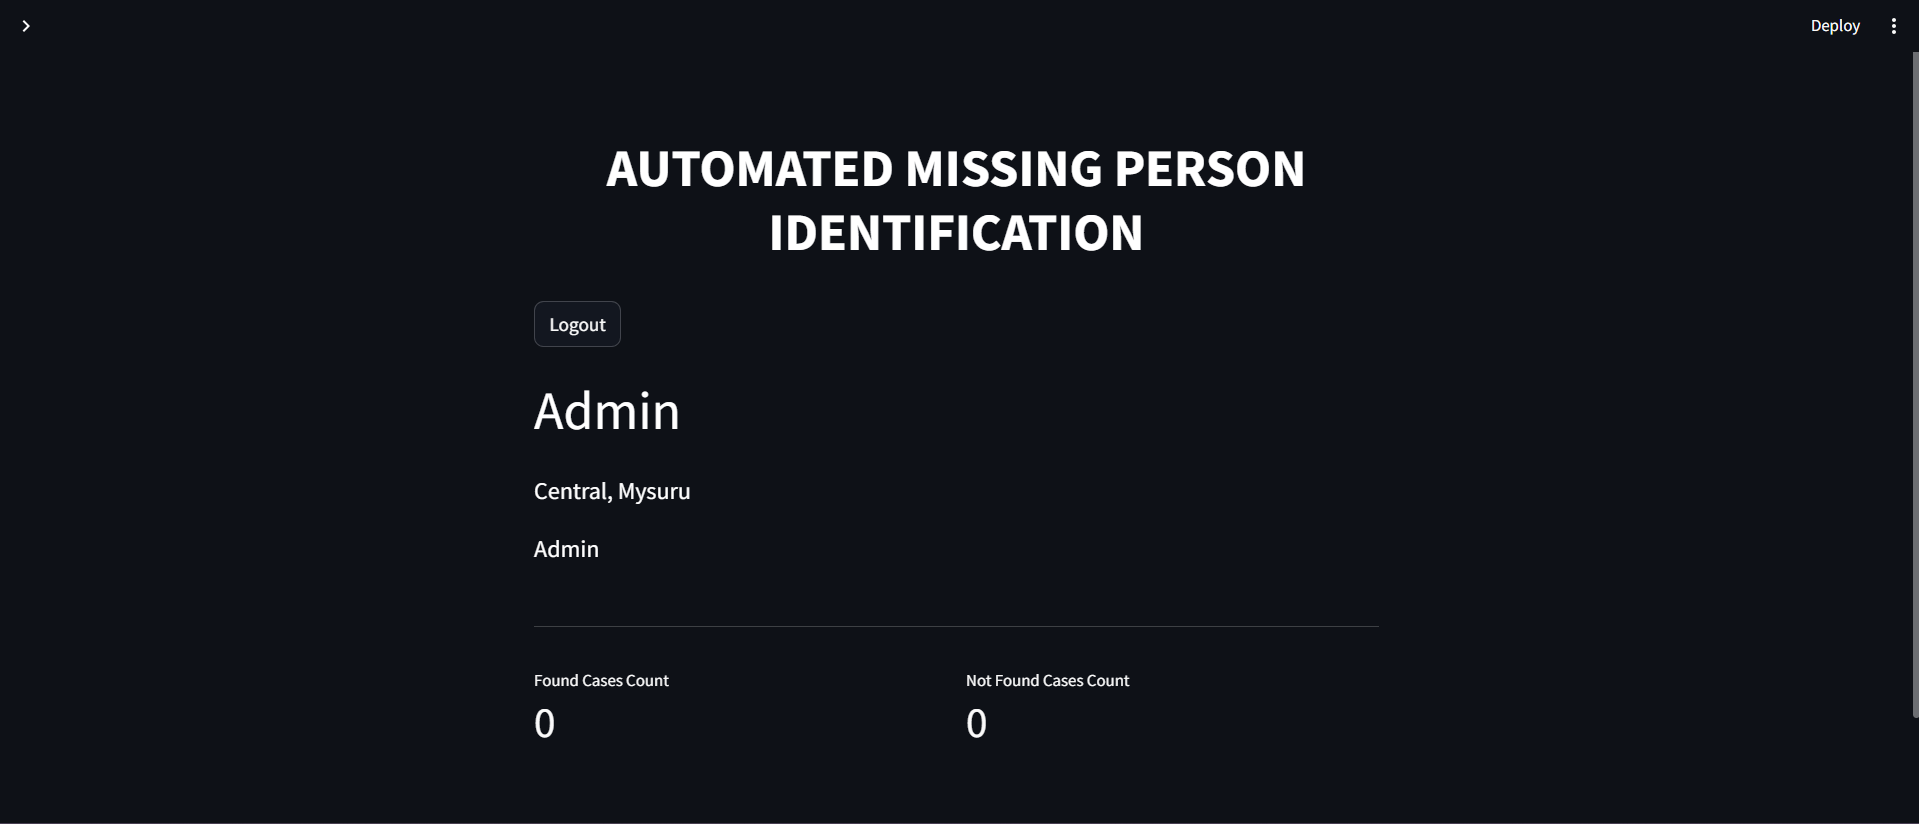 Deploy
AUTOMATED MISSING PERSON
IDENTIFICATION
Logout
Admin
Central, Mysuru
Admin
Found Cases Count
Not Found Cases Count
0
0